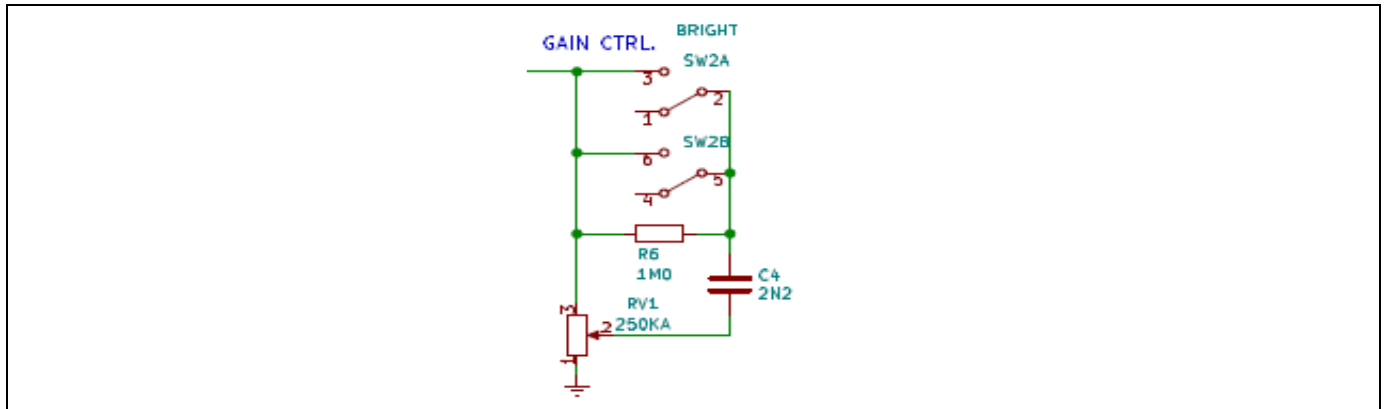 BRIGHT
GAIN CTRL.
SW2A
3
2
1
SW2B
6
5
4
R6
1M0
C4
2N2
RV1
250KA
3
2
1